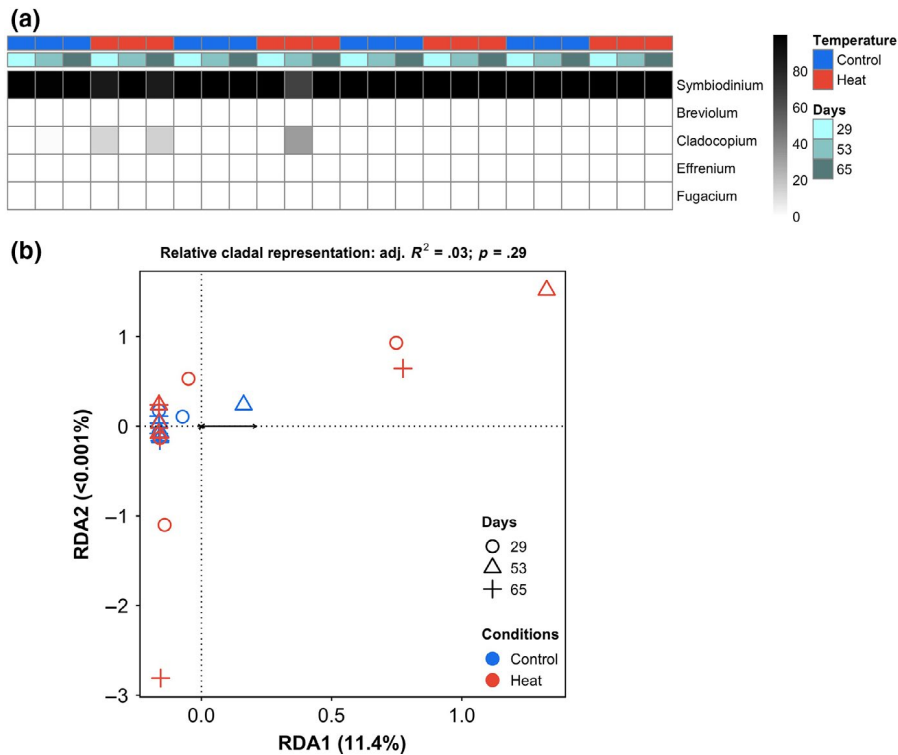 (a)
Temperature
Control
Heat
Days
29
53
65
80
60
40
20
0
Symbiodinium
Breviolum
Cladocopium
Effrenium
Fugacium
(b)
Relative cladal representation: adj. R² = .03; p = .29
RDA2 (<0.001%)
1
0
−1
−2
−3
Days
29
53
65
Conditions
Control
Heat
0.0 0.5 1.0
RDA1 (11.4%)